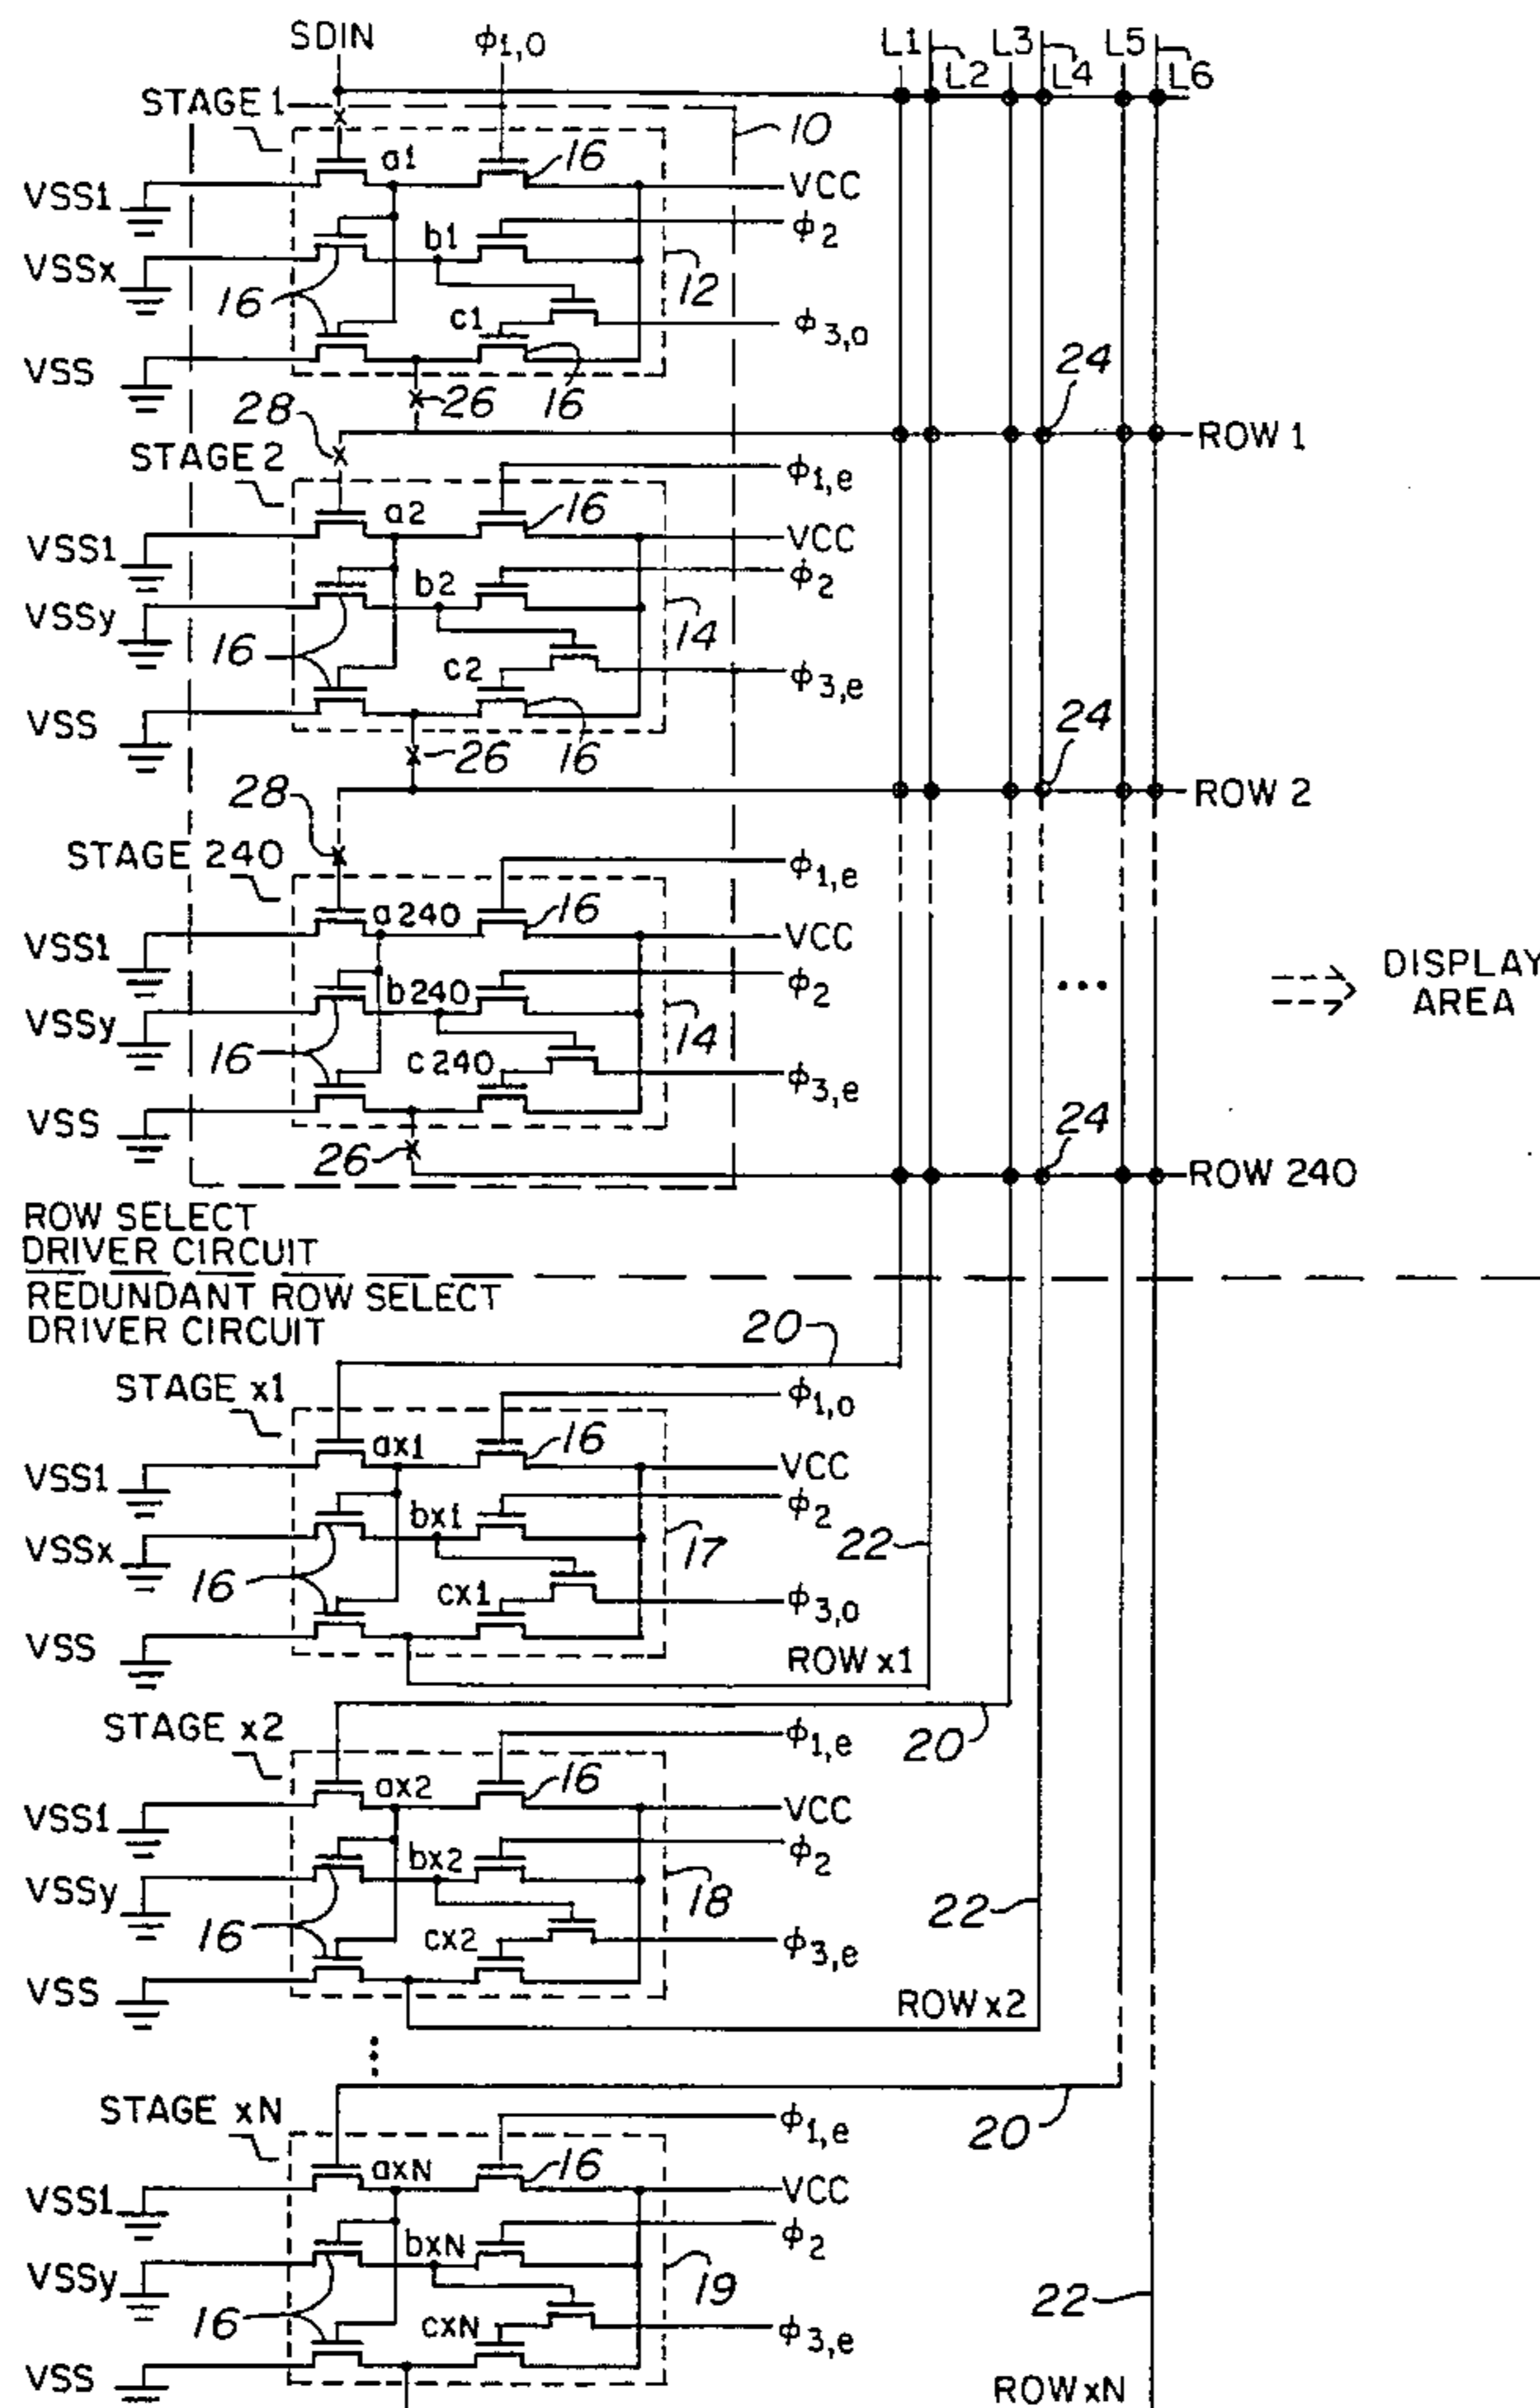 SDIN ϕ1,0 L1 L3 L5
L2 L4 L6
STAGE 1 10
a1 16 VCC
VSS1
b1 ϕ2
VSSx 12
16 c1 ϕ3,0
VSS 24
28 26 16
ROW 1
STAGE 2 ϕ1,e
a2 16 VCC
VSS1
b2 ϕ2
VSSy 14
16 c2 ϕ3,e
VSS 24
26 16
28 ROW 2
STAGE 240 ϕ1,e
a240 16
VSS1 VCC
b240 ϕ2 ... DISPLAY
VSSy AREA
16 14
c240 ϕ3,e
VSS 24
26 ROW 240
ROW SELECT
DRIVER CIRCUIT
REDUNDANT ROW SELECT
DRIVER CIRCUIT 20
STAGE x1 ϕ1,0
ax1 16
VSS1 VCC
bx1 ϕ2
VSSx 17 22
16 cx1 ϕ3,0
VSS ROW x1
STAGE x2 ϕ1,e 20
ax2 16
VSS1 VCC
bx2 ϕ2
VSSy 18 22
16 cx2 ϕ3,e
VSS ROW x2
...
STAGE xN ϕ1,e 20
axN 16
VSS1 VCC
bxN ϕ2
VSSy 19 22
16 cxN ϕ3,e
VSS ROW xN